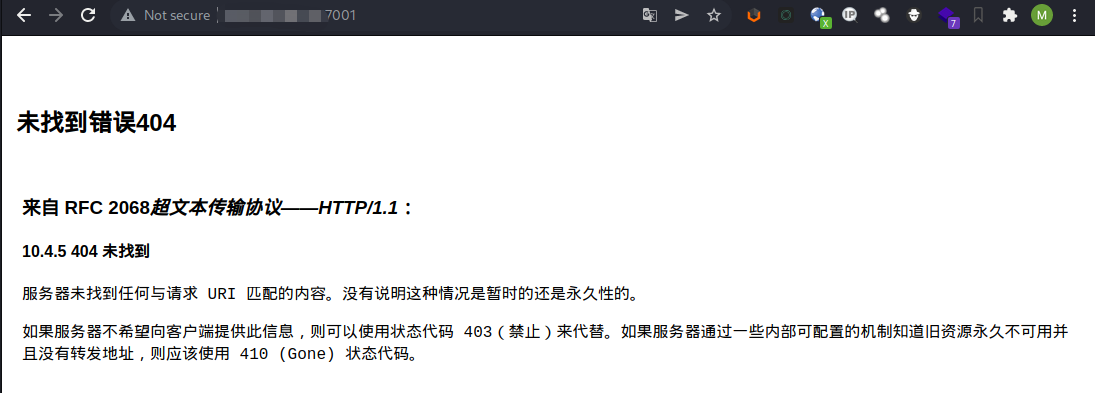 Not secure
7001
X
IP
7
M
未找到错误404
来自 RFC 2068超文本传输协议——HTTP/1.1：
10.4.5 404 未找到
服务器未找到任何与请求 URI 匹配的内容。没有说明这种情况是暂时的还是永久性的。
如果服务器不希望向客户端提供此信息，则可以使用状态代码 403（禁止）来代替。如果服务器通过一些内部可配置的机制知道旧资源永久不可用并
且没有转发地址，则应该使用 410 (Gone) 状态代码。